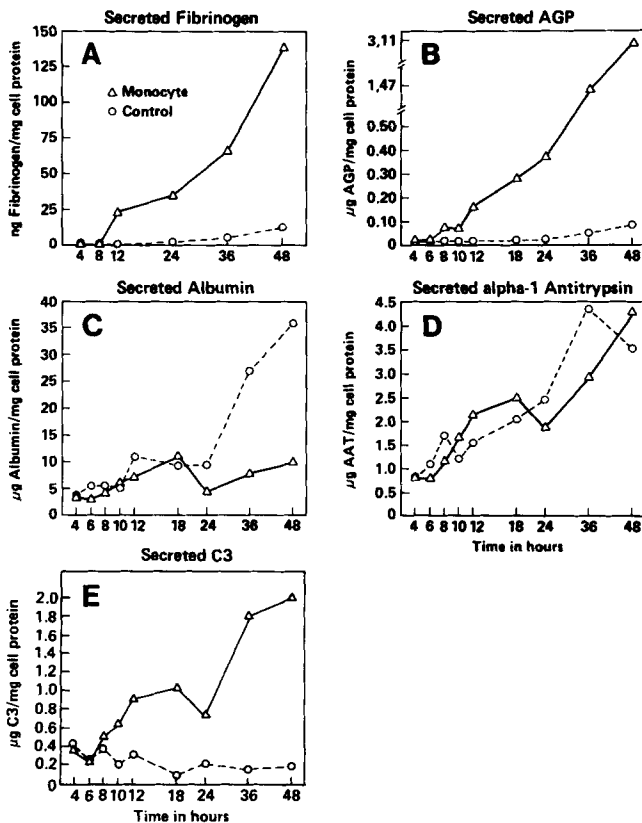 Secreted Fibrinogen
A
ng Fibrinogen/mg cell protein
150
125
100
75
50
25
0
△ Monocyte
○ Control
4 8 12 24 36 48
Secreted AGP
B
µg AGP/mg cell protein
3,11
1,47
0.50
0.40
0.30
0.20
0.10
0
4 6 8 10 12 18 24 36 48
Secreted Albumin
C
µg Albumin/mg cell protein
40
35
30
25
20
15
10
5
0
4 6 8 10 12 18 24 36 48
Secreted alpha-1 Antitrypsin
D
µg AAT/mg cell protein
4.5
4.0
3.5
3.0
2.5
2.0
1.5
1.0
0.5
0
4 6 8 10 12 18 24 36 48
Time in hours
Secreted C3
E
µg C3/mg cell protein
2.0
1.8
1.6
1.4
1.2
1.0
0.8
0.6
0.4
0.2
0
4 6 8 10 12 18 24 36 48
Time in hours